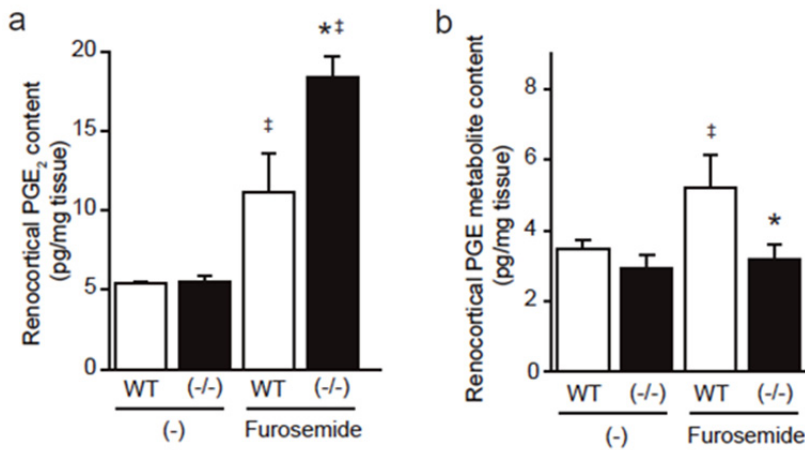 a
Renocortical PGE₂ content
(pg/mg tissue)
20
15
10
5
0
‡
*‡
WT
(-/-)
WT
(-/-)
(-)
Furosemide
b
Renocortical PGE metabolite content
(pg/mg tissue)
8
6
4
2
0
‡
*
WT
(-/-)
WT
(-/-)
(-)
Furosemide